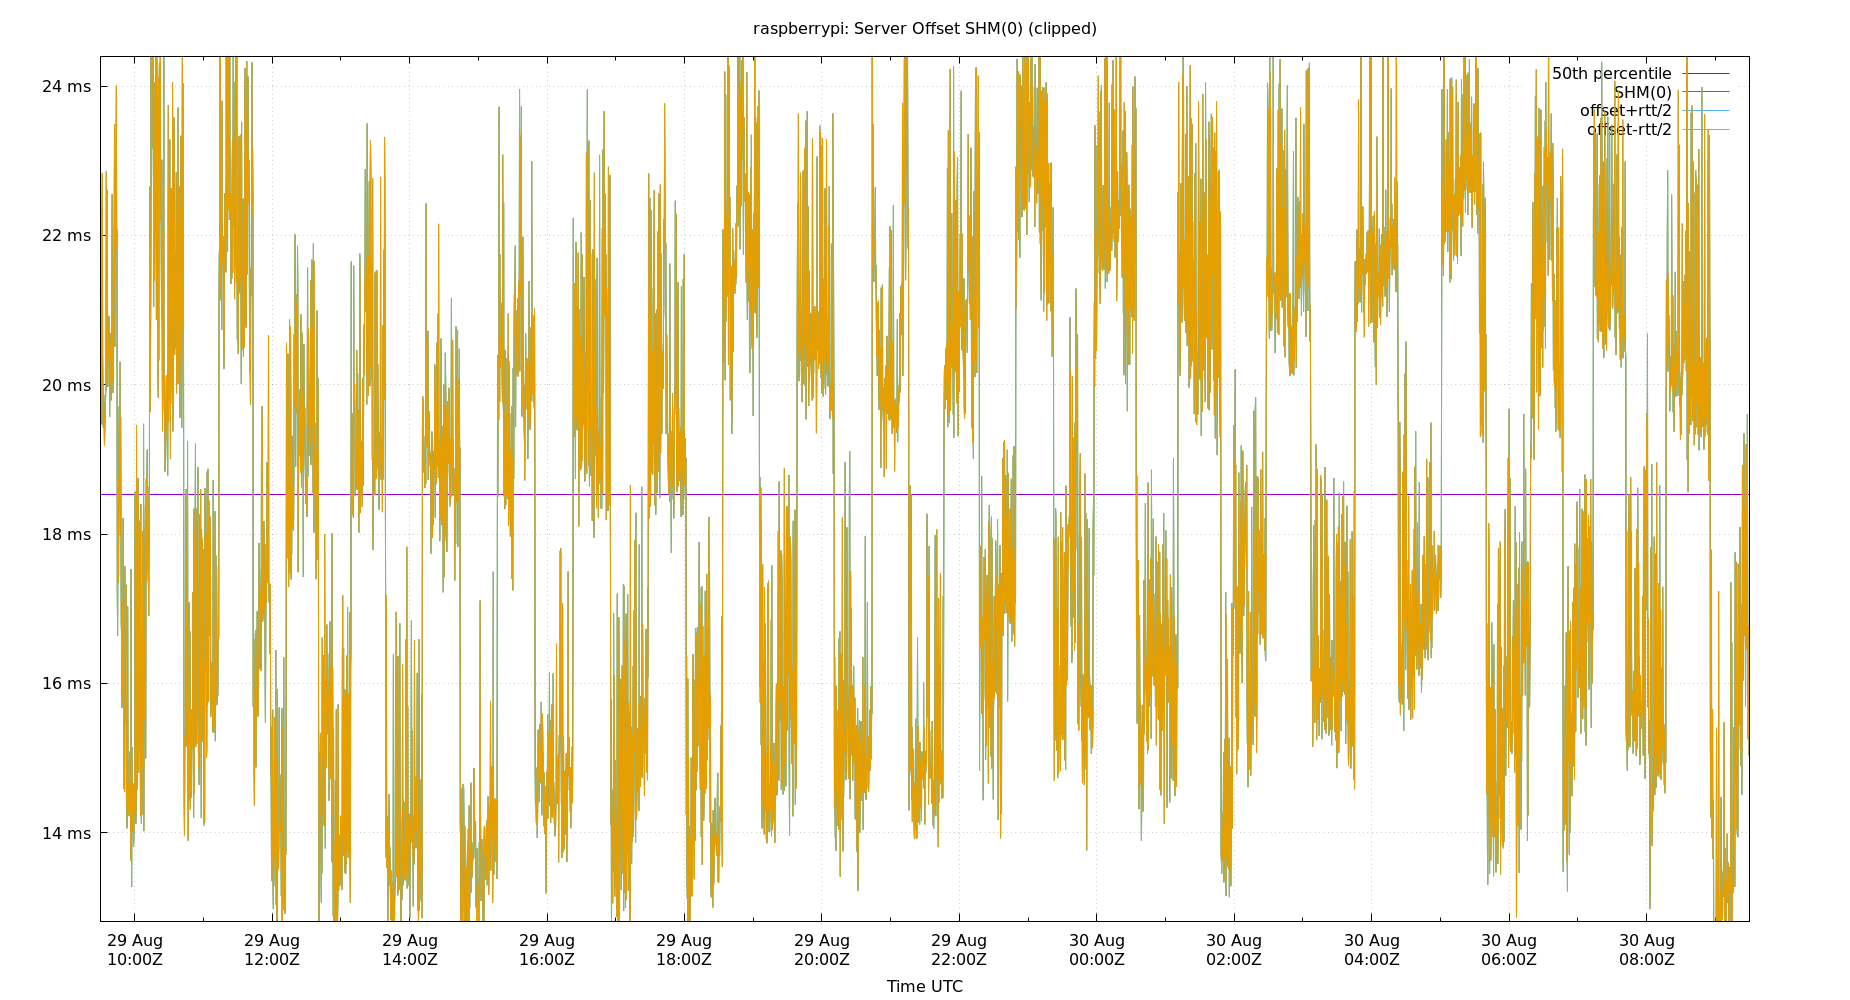 raspberrypi: Server Offset SHM(0) (clipped)
50th percentile
SHM(0)
offset+rtt/2
offset-rtt/2
24 ms
22 ms
20 ms
18 ms
16 ms
14 ms
29 Aug 29 Aug 29 Aug 29 Aug 29 Aug 29 Aug 29 Aug 30 Aug 30 Aug 30 Aug 30 Aug 30 Aug
10:00Z 12:00Z 14:00Z 16:00Z 18:00Z 20:00Z 22:00Z 00:00Z 02:00Z 04:00Z 06:00Z 08:00Z
Time UTC